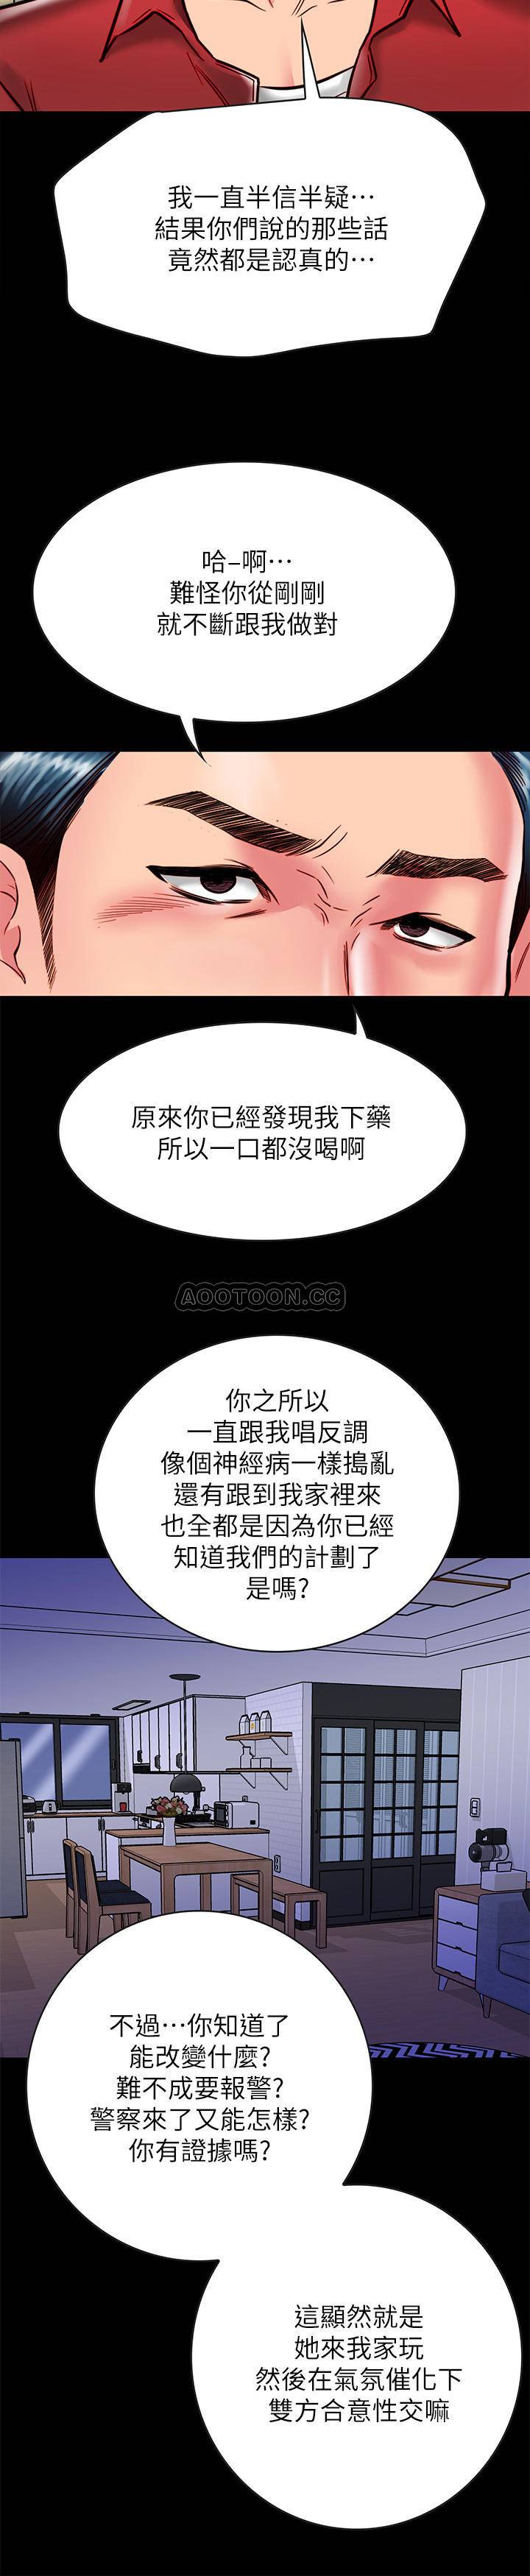 我一直半信半疑…
結果你們說的那些話
竟然都是認真的…
哈-啊…
難怪你從剛剛
就不斷跟我做對
原來你已經發現我下藥
所以一口都沒喝啊
AOOTOON.CC
你之所以
一直跟我唱反調
像個神經病一樣搗亂
還有跟到我家裡來
也全都是因為你已經
知道我們的計劃了
是嗎?
不過…你知道了
能改變什麼?
難不成要報警?
警察來了又能怎樣?
你有證據嗎?
這顯然就是
她來我家玩
然後在氣氛催化下
雙方合意性交嘛